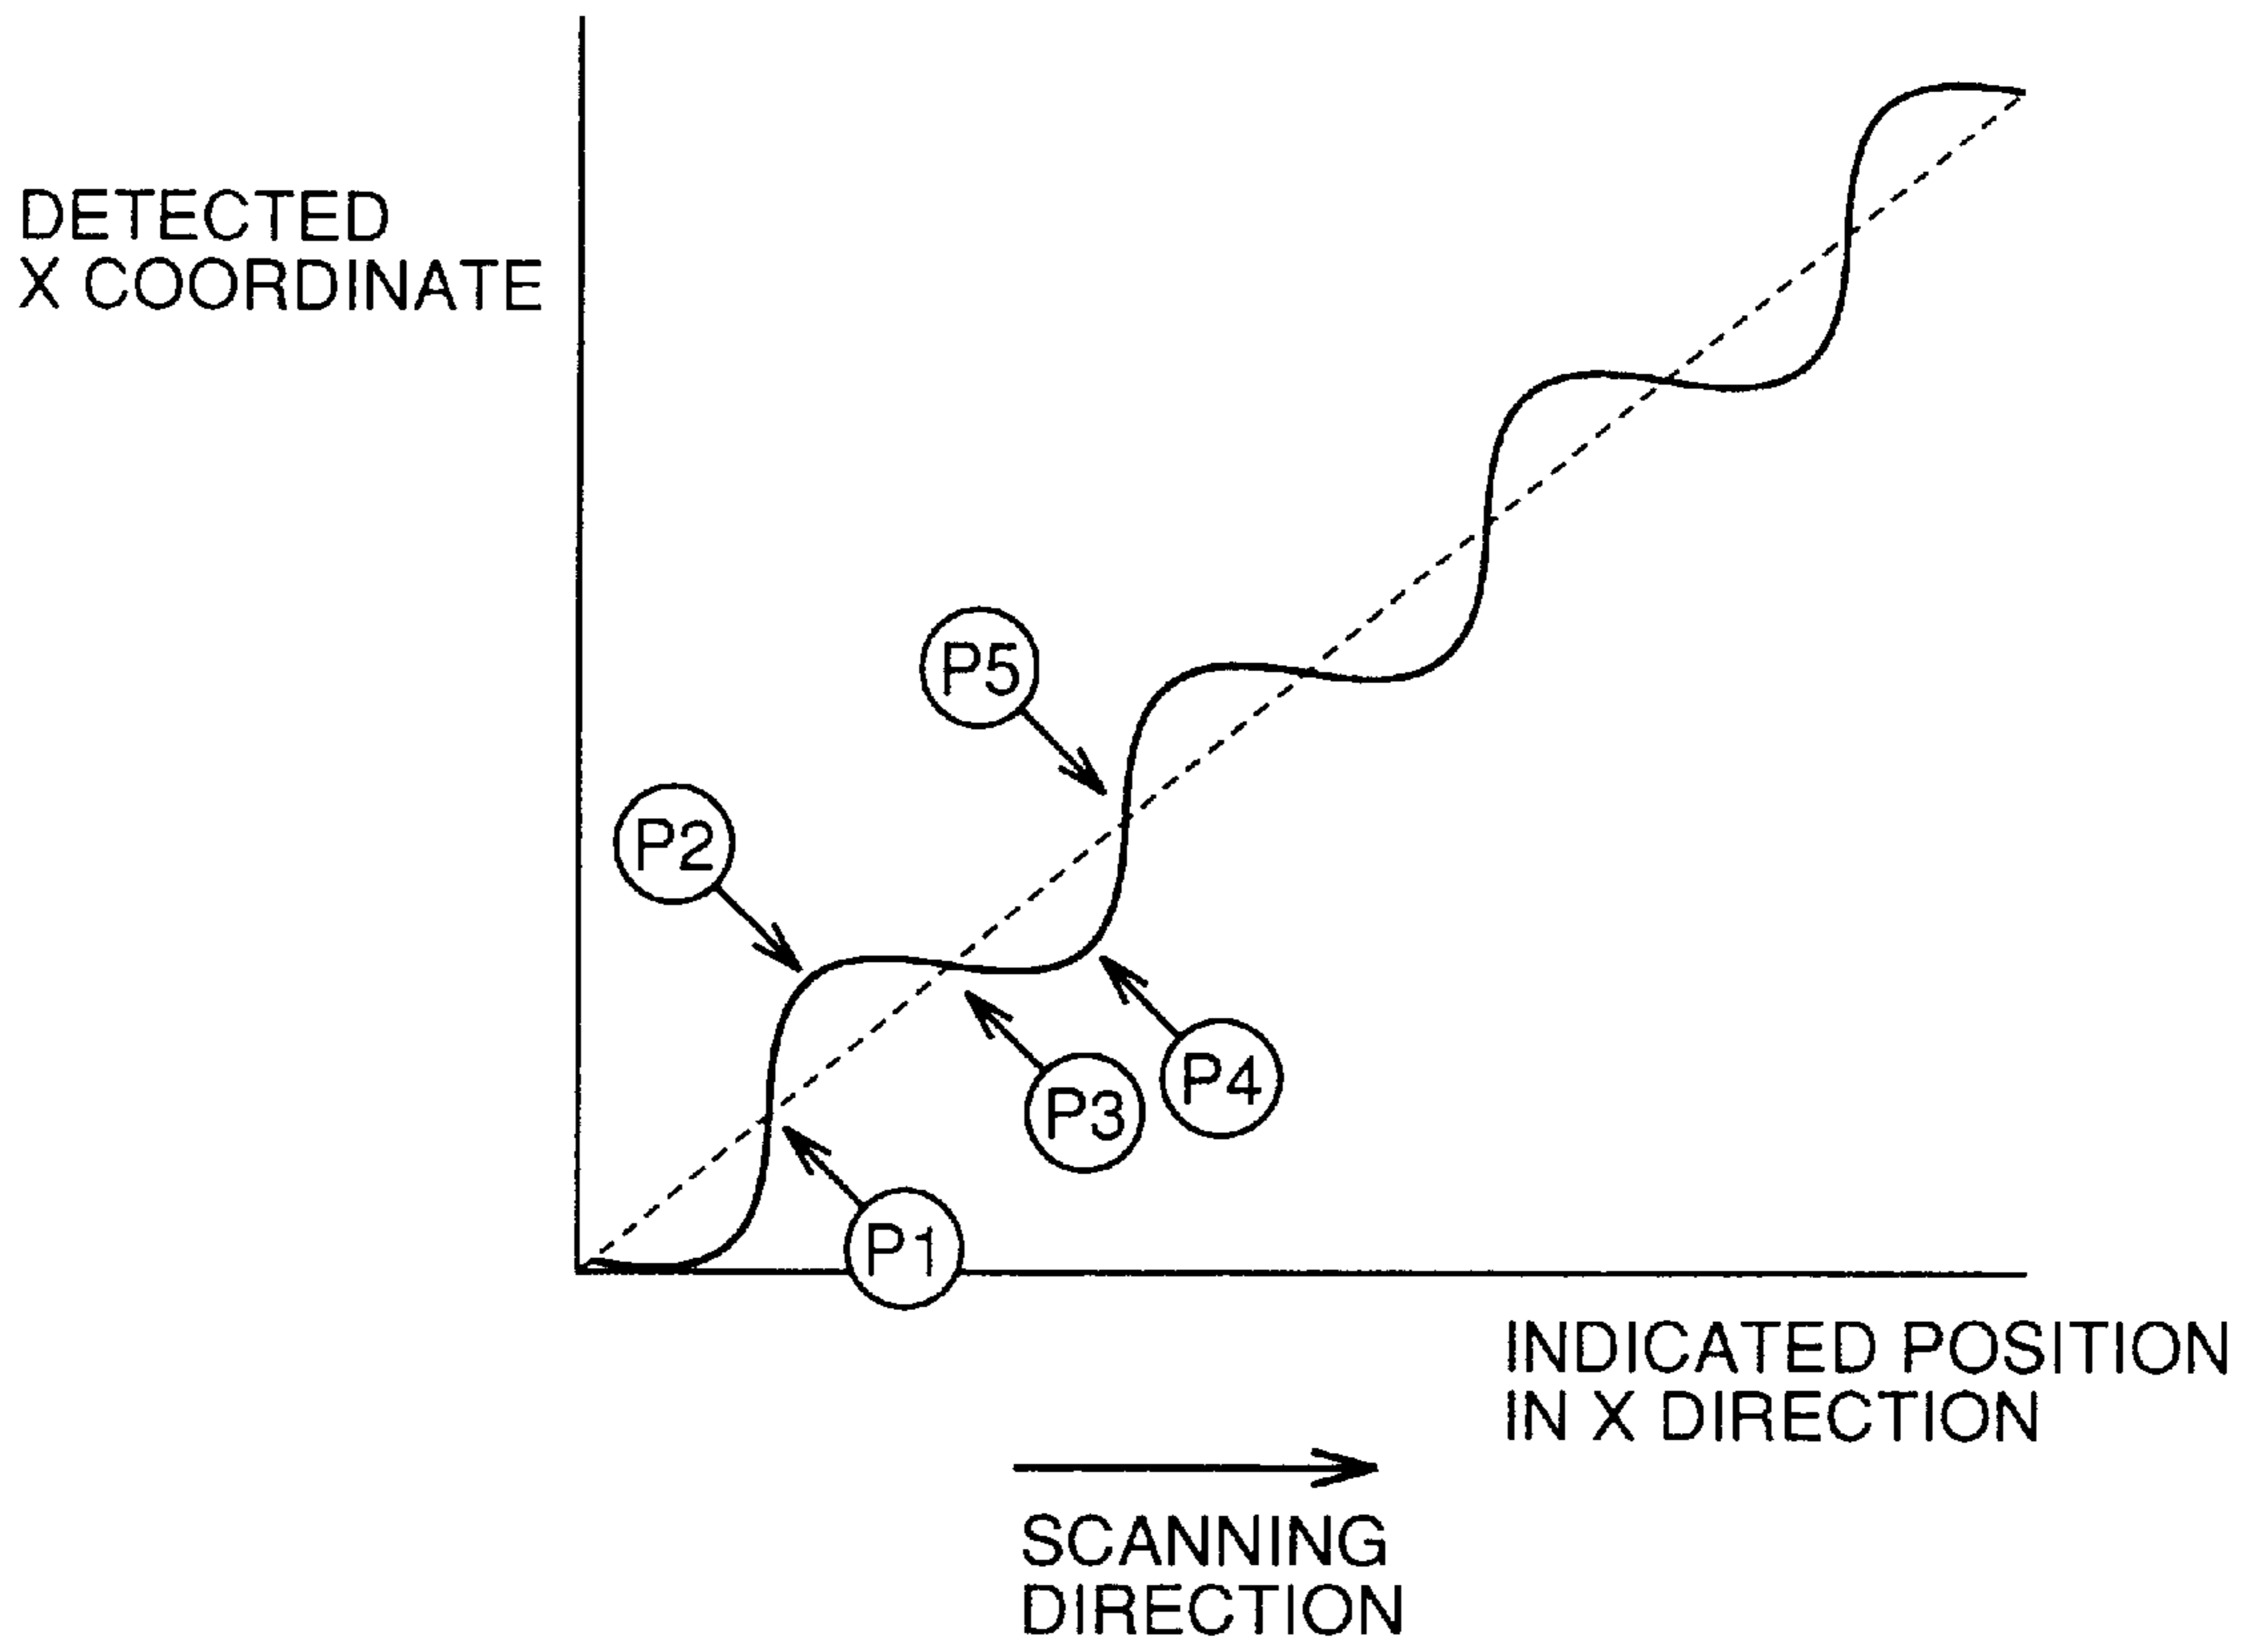 DETECTED
X COORDINATE
P5
P2
P4
P3
P1
INDICATED POSITION
IN X DIRECTION
SCANNING
DIRECTION